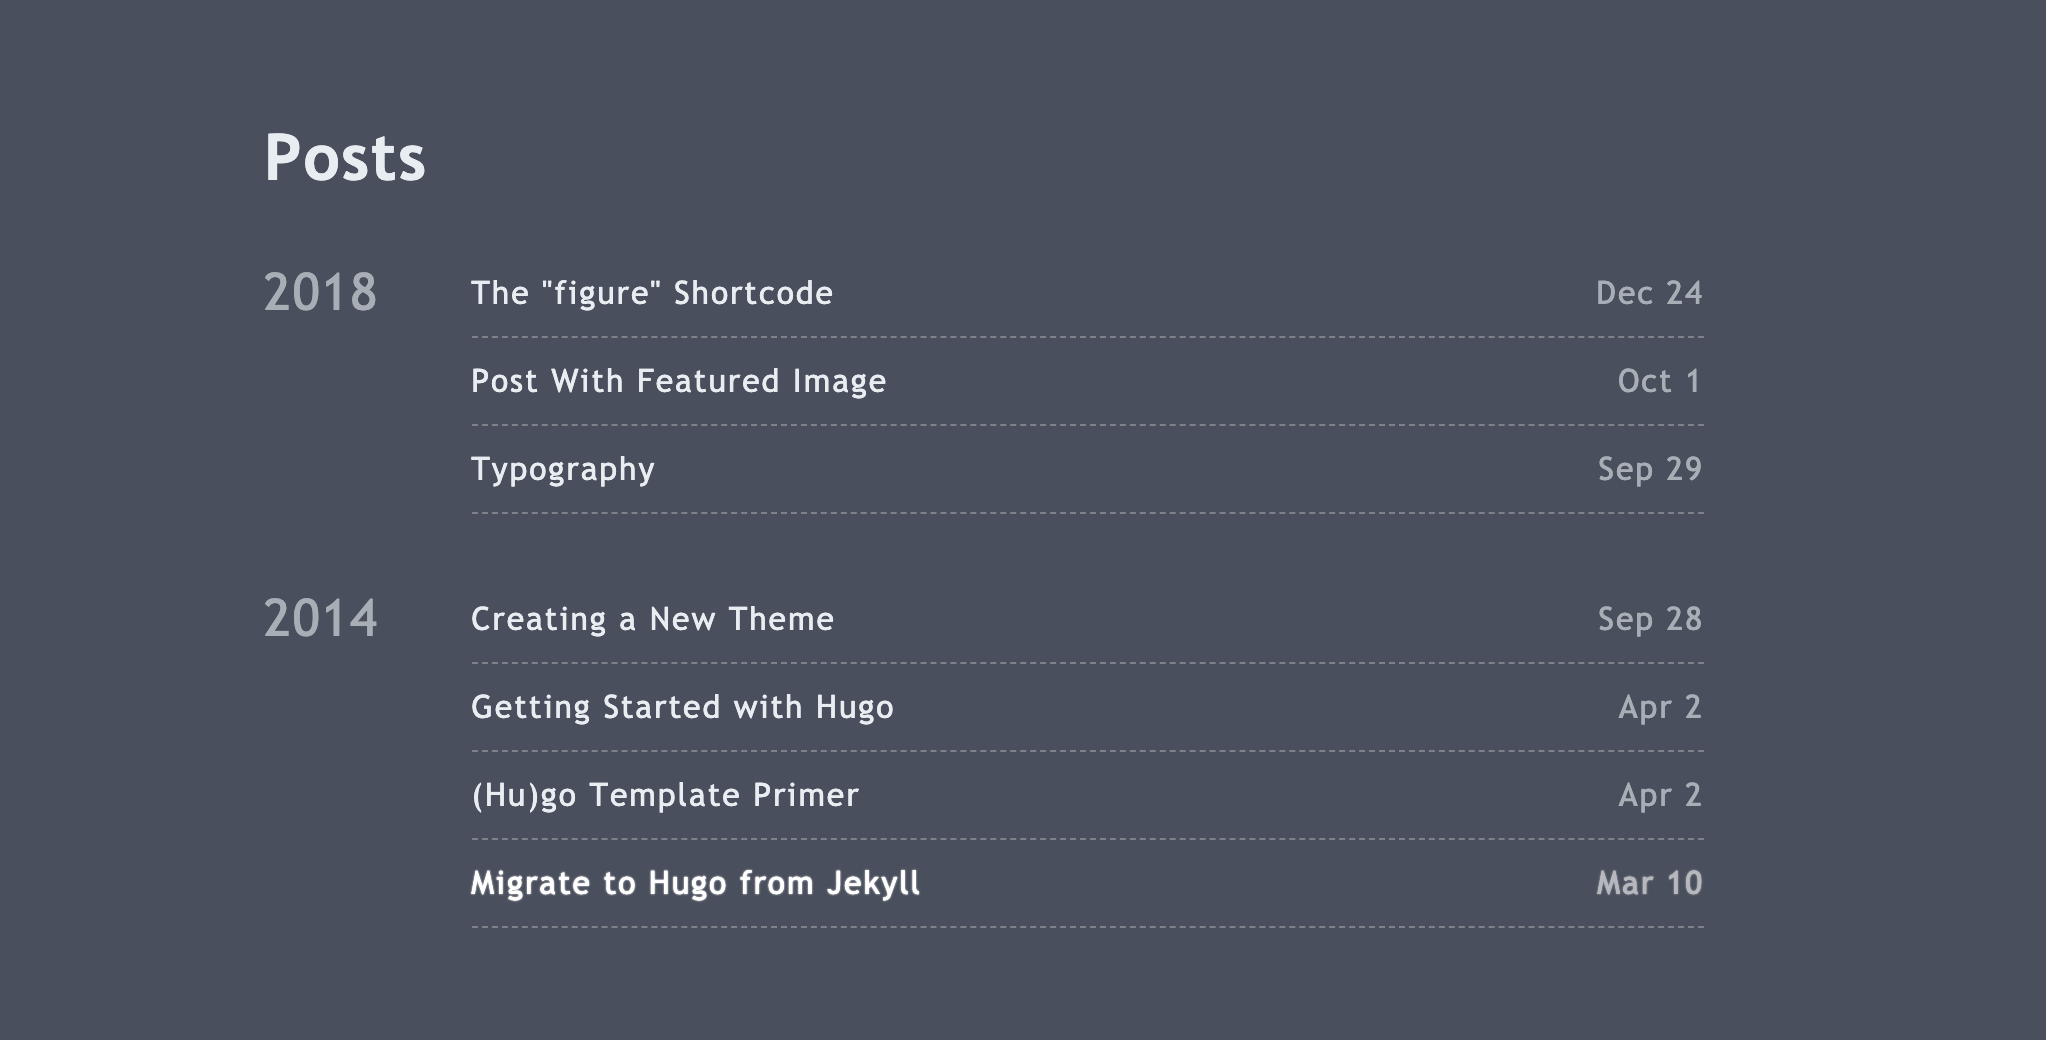 Posts
2018 The "figure" Shortcode Dec 24
Post With Featured Image Oct 1
Typography Sep 29
2014 Creating a New Theme Sep 28
Getting Started with Hugo Apr 2
(Hu)go Template Primer Apr 2
Migrate to Hugo from Jekyll Mar 10